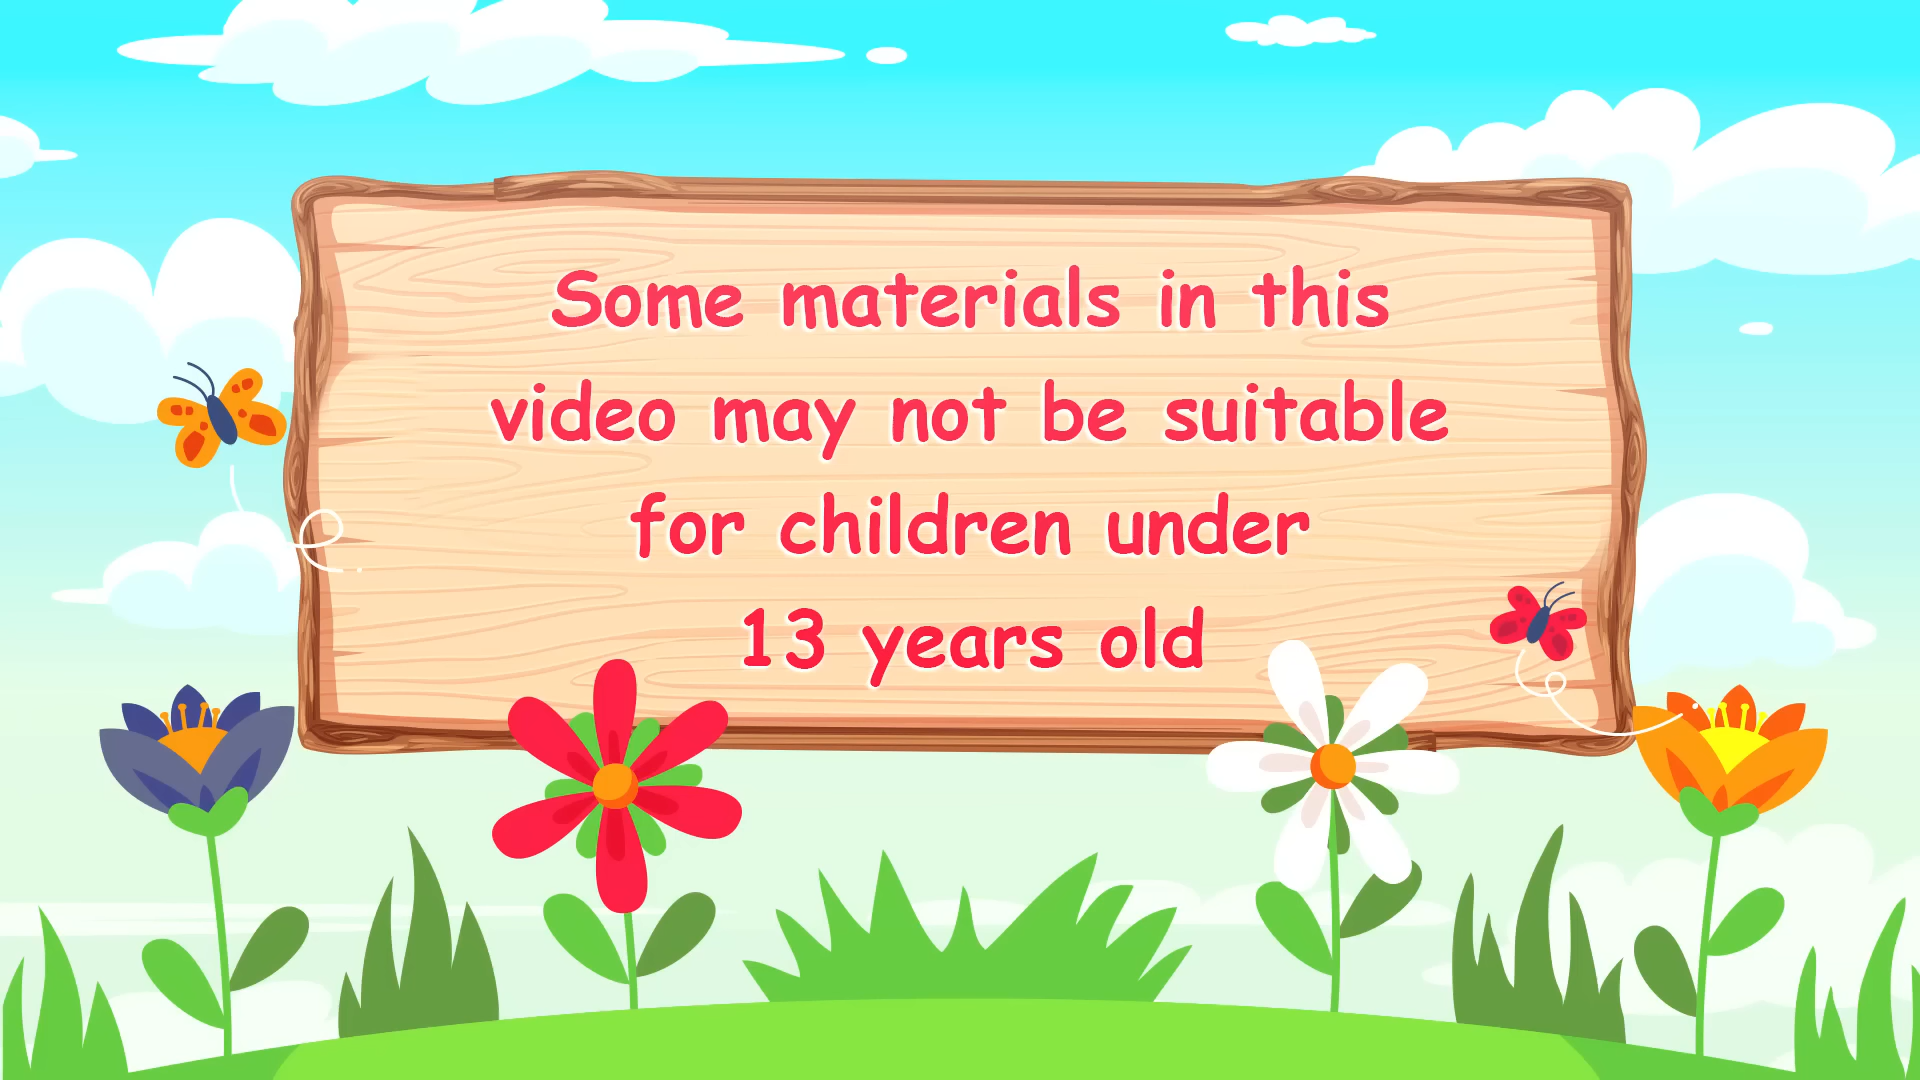 Some materials in this
video may not be suitable
for children under
13 years old